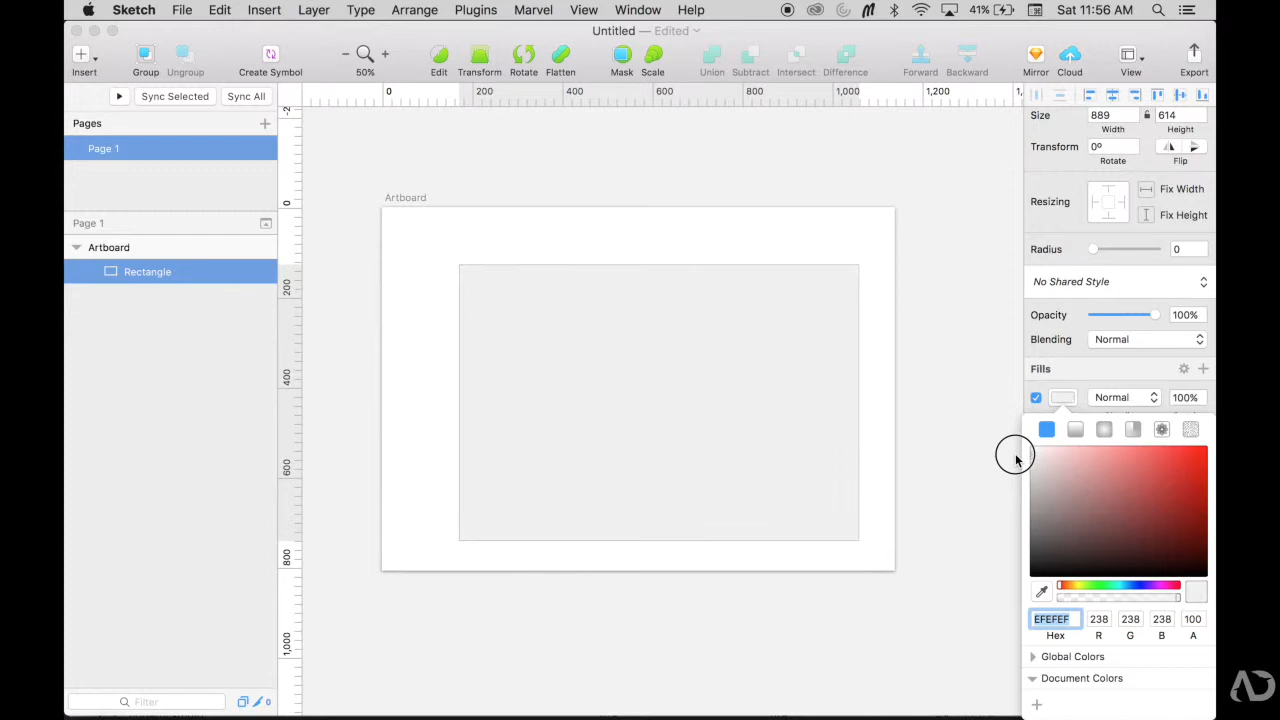 Sketch File Edit Insert Layer Type Arrange Plugins Marvel View Window Help 41% Sat 11:56 AM
Untitled — Edited
Insert Group Ungroup Create Symbol 50% Edit Transform Rotate Flatten Mask Scale Union Subtract Intersect Difference Forward Backward Mirror Cloud View Export
Sync Selected Sync All
0 200 400 600 800 1,000 1,200 1,
Pages
Page 1
Page 1
Artboard
Rectangle
Filter 0
-2
0
200
400
600
800
1,000
Artboard
Size 889 614
Width Height
Transform 0º
Rotate Flip
Resizing Fix Width
Fix Height
Radius 0
No Shared Style
Opacity 100%
Blending Normal
Fills
Normal 100%
EFEFEF 238 238 238 100
Hex R G B A
Global Colors
Document Colors